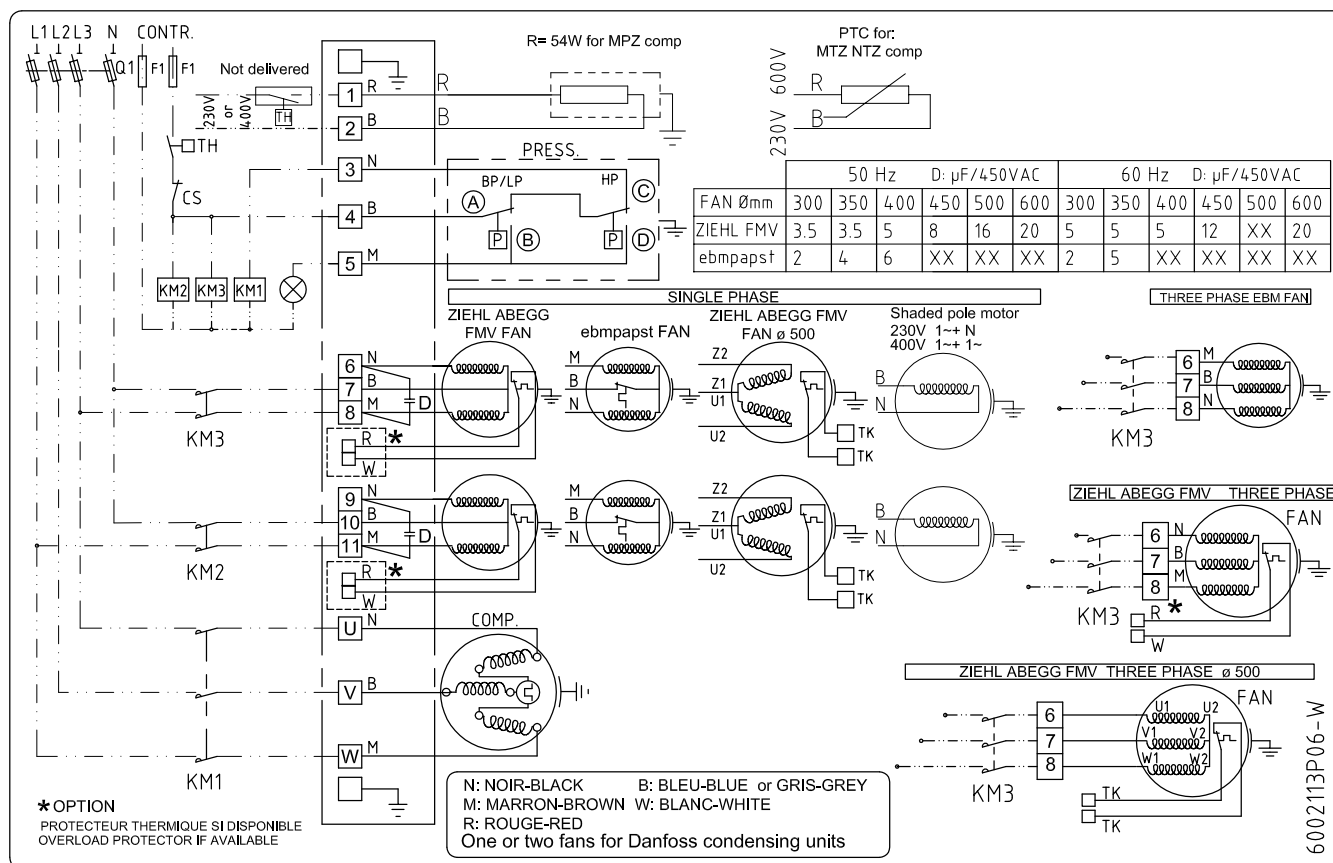 L1 L2 L3 N CONTR.
Q1 F1 F1
Not delivered
230V or 400V
TH
TH
CS
KM2 KM3 KM1
KM3
KM2
KM1
1 R
2 B
3 N
4 B
5 M
6 N
7 B
8 M
D
R *
W
9 N
10 B
11 M
D
R *
W
U N
V B
W M
R= 54W for MPZ comp
R
B
PTC for:
MTZ NTZ comp
230V 600V
R
B
PRESS.
BP/LP HP
A C
P B P D
50 Hz D: µF/450VAC 60 Hz D: µF/450VAC
FAN Ømm 300 350 400 450 500 600 300 350 400 450 500 600
ZIEHL FMV 3.5 3.5 5 8 16 20 5 5 5 12 XX 20
ebmpapst 2 4 6 XX XX XX 2 5 XX XX XX XX
SINGLE PHASE
ZIEHL ABEGG
FMV FAN
ebmpapst FAN
M
B
N
ZIEHL ABEGG FMV
FAN ø 500
Z2
Z1
U1
U2
TK
TK
Shaded pole motor
230V 1~+ N
400V 1~+ 1~
B
N
M
B
N
Z2
Z1
U1
U2
TK
TK
B
N
COMP.
THREE PHASE EBM FAN
6 M
7 B
8 N
KM3
ZIEHL ABEGG FMV THREE PHASE
FAN
6 N
7 B
8 M
KM3 R *
W
ZIEHL ABEGG FMV THREE PHASE ø 500
FAN
6 U1 U2
7 V1 V2
8 W1 W2
KM3
TK
TK
N: NOIR-BLACK B: BLEU-BLUE or GRIS-GREY
M: MARRON-BROWN W: BLANC-WHITE
R: ROUGE-RED
One or two fans for Danfoss condensing units
* OPTION
PROTECTEUR THERMIQUE SI DISPONIBLE
OVERLOAD PROTECTOR IF AVAILABLE
6002113P06-W